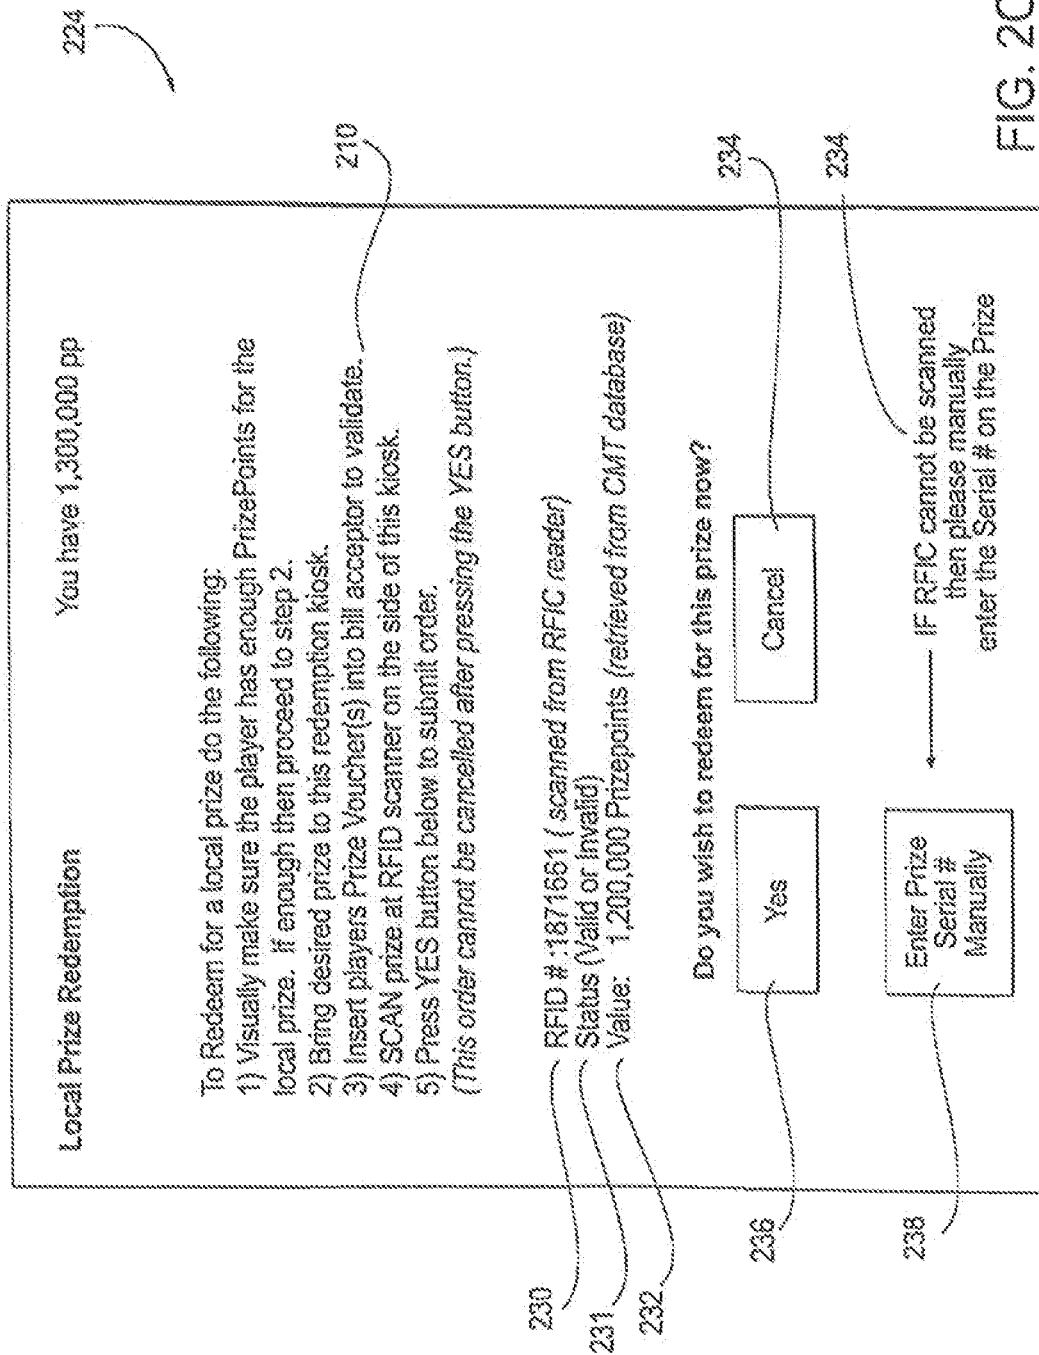 224
Local Prize Redemption You have 1,300,000 pp
To Redeem for a local prize do the following:
1) Visually make sure the player has enough PrizePoints for the
local prize. If enough then proceed to step 2.
2) Bring desired prize to this redemption kiosk.
3) Insert players Prize Voucher(s) into bill acceptor to validate.
210
4) SCAN prize at RFID scanner on the side of this kiosk.
5) Press YES button below to submit order.
(This order cannot be cancelled after pressing the YES button.)
230
RFID # :1871661 ( scanned from RFIC reader)
231
Status (Valid or Invalid)
232
Value: 1,200,000 Prizepoints (retrieved from CMT database)
Do you wish to redeem for this prize now?
236
Yes
Cancel
234
238
Enter Prize
Serial #
Manually
IF RFIC cannot be scanned
then please manually
enter the Serial # on the Prize
234
FIG. 2C